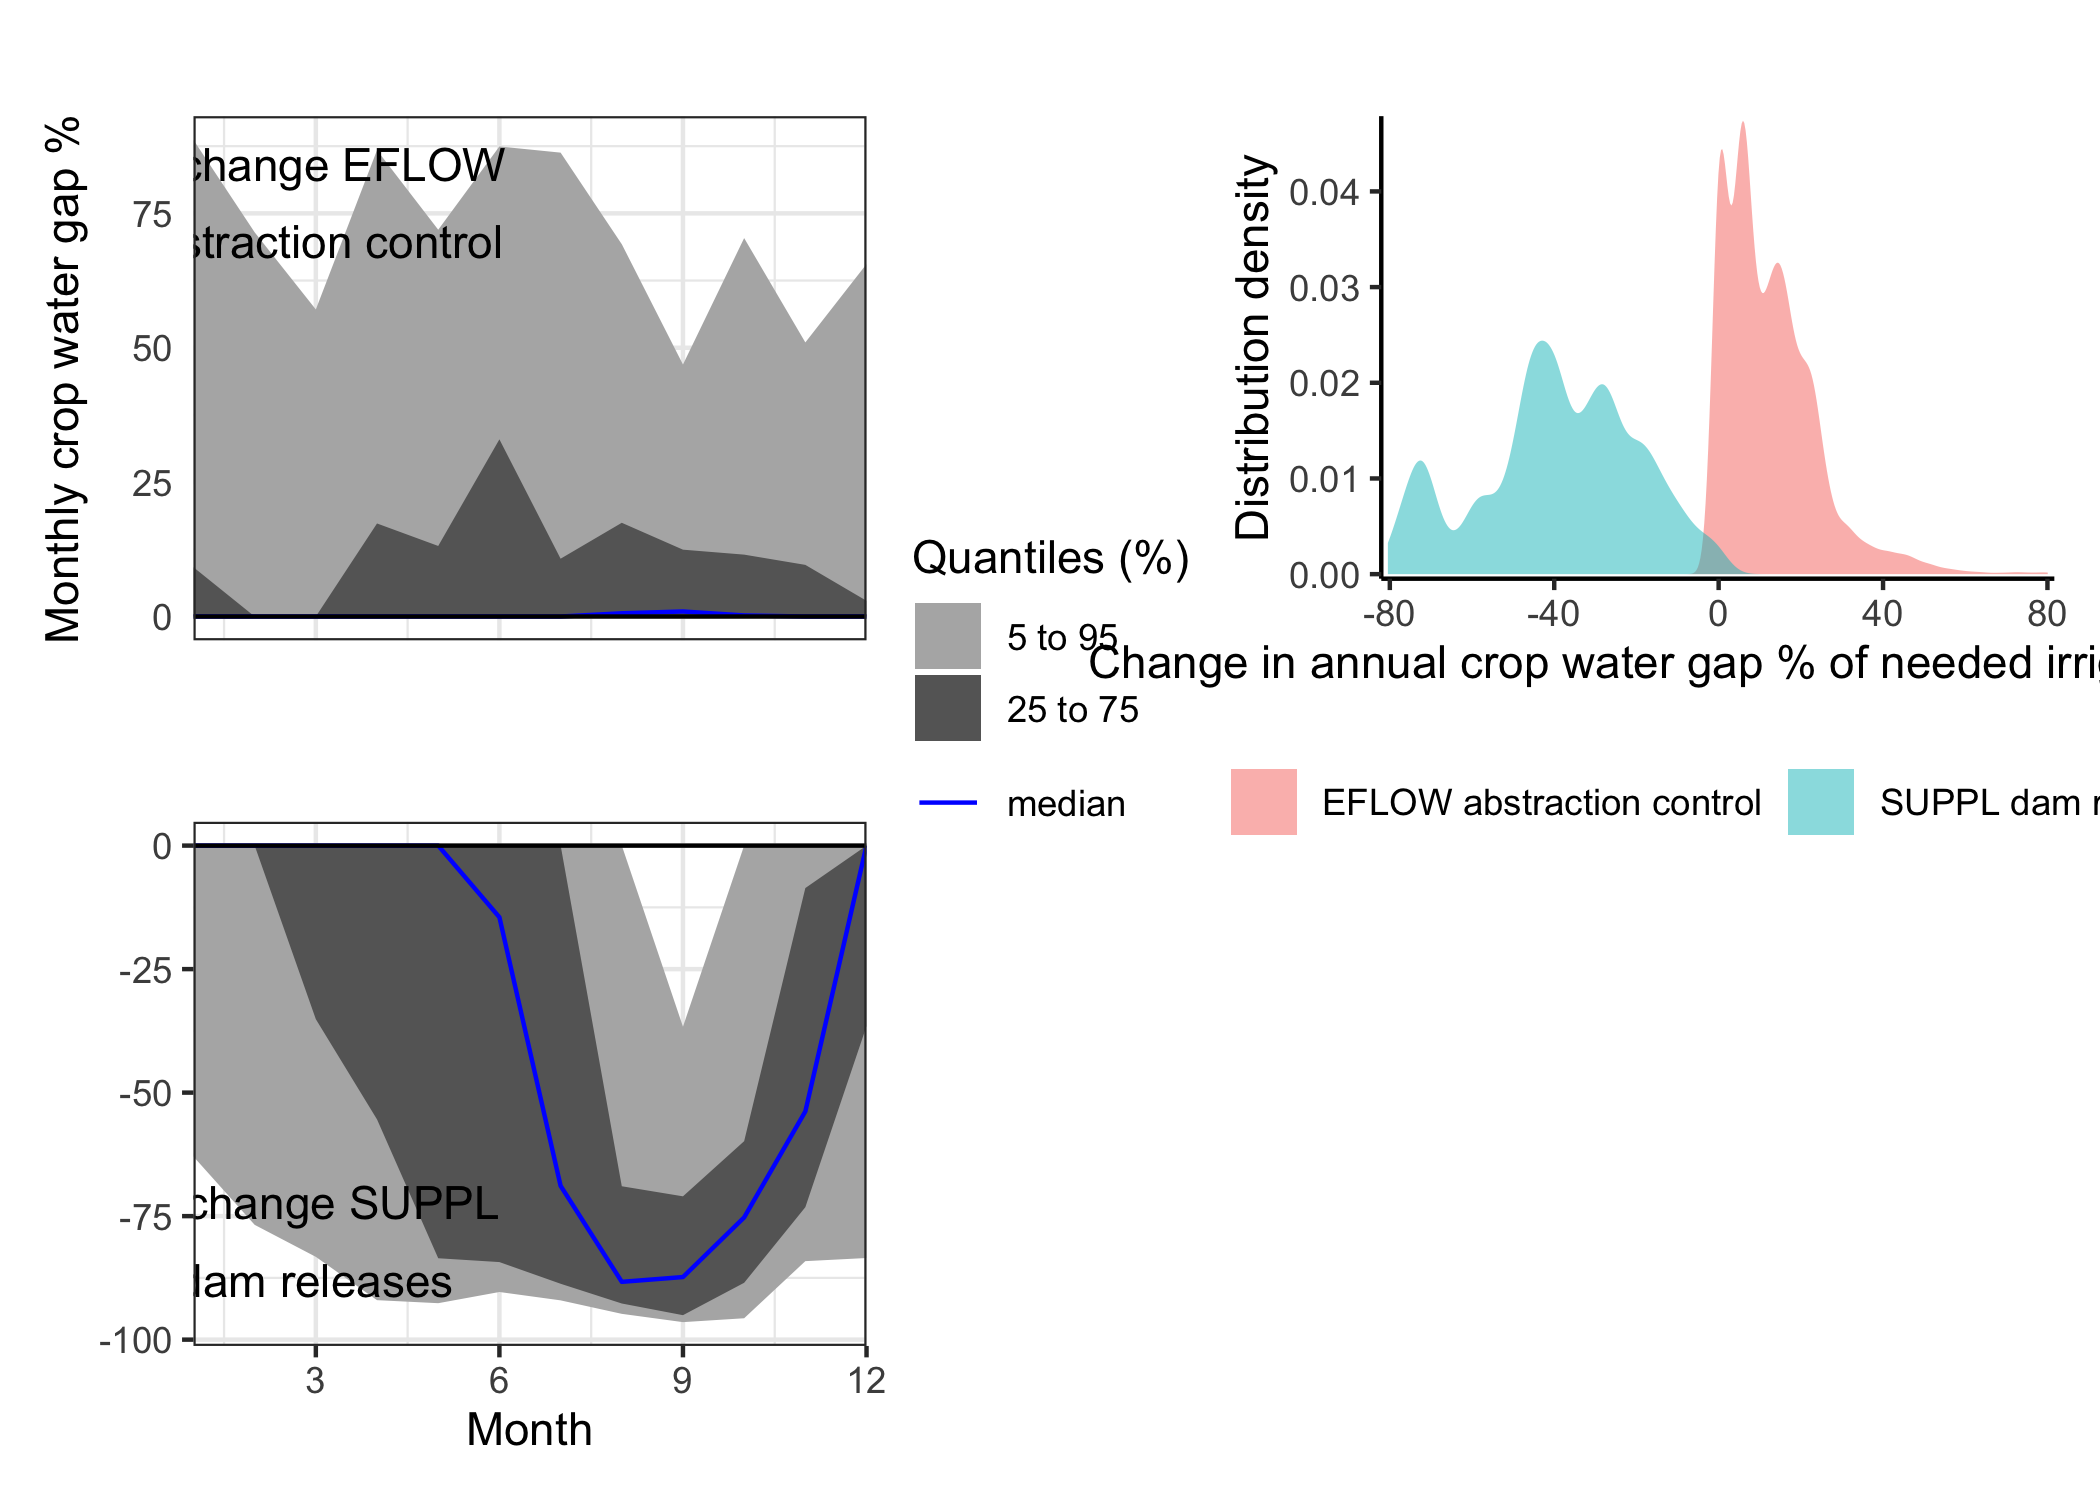 Monthly crop water gap %
75
50
25
0
change EFLOW
straction control
0
-25
-50
-75
-100
change SUPPL
dam releases
3 6 9 12
Month
Quantiles (%)
5 to 95
25 to 75
median
Distribution density
0.04
0.03
0.02
0.01
0.00
-80 -40 0 40 80
Change in annual crop water gap % of needed irri
EFLOW abstraction control SUPPL dam